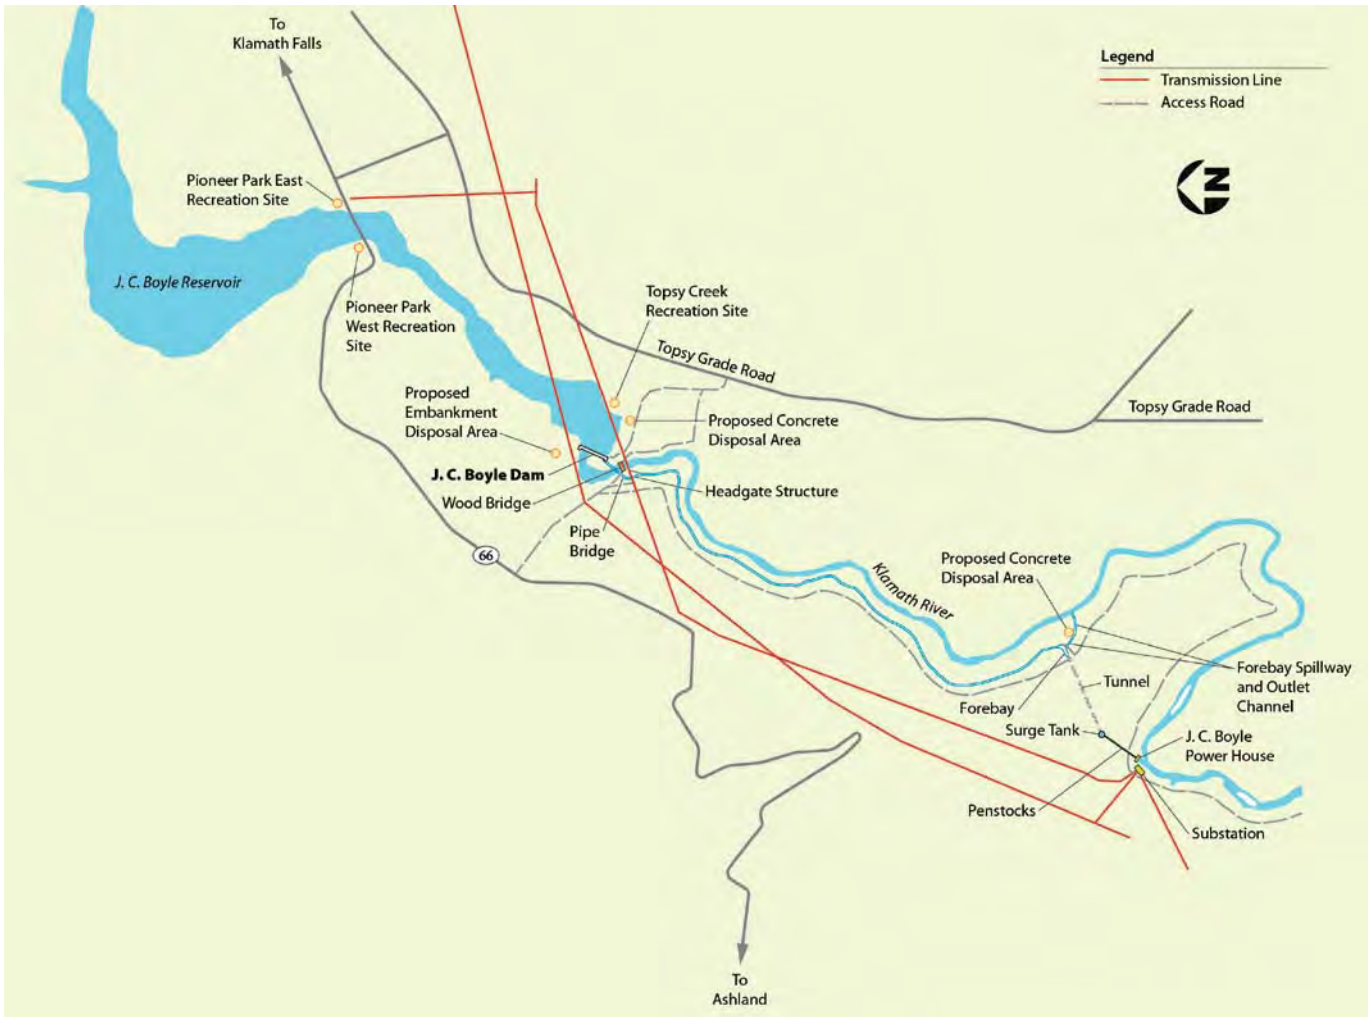 To
Klamath Falls
Legend
Transmission Line
Access Road
N
Pioneer Park East
Recreation Site
J. C. Boyle Reservoir
Pioneer Park
West Recreation
Site
Topsy Creek
Recreation Site
Topsy Grade Road
Topsy Grade Road
Proposed
Embankment
Disposal Area
Proposed Concrete
Disposal Area
J. C. Boyle Dam
Wood Bridge
Headgate Structure
Pipe
Bridge
66
Klamath River
Proposed Concrete
Disposal Area
Forebay Spillway
and Outlet
Channel
Tunnel
Forebay
Surge Tank
J. C. Boyle
Power House
Penstocks
Substation
To
Ashland